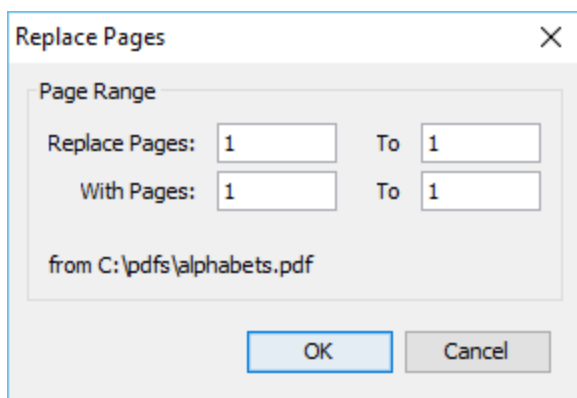 Replace Pages
Page Range
Replace Pages: 1 To 1
With Pages: 1 To 1
from C:\pdfs\alphabets.pdf
OK Cancel